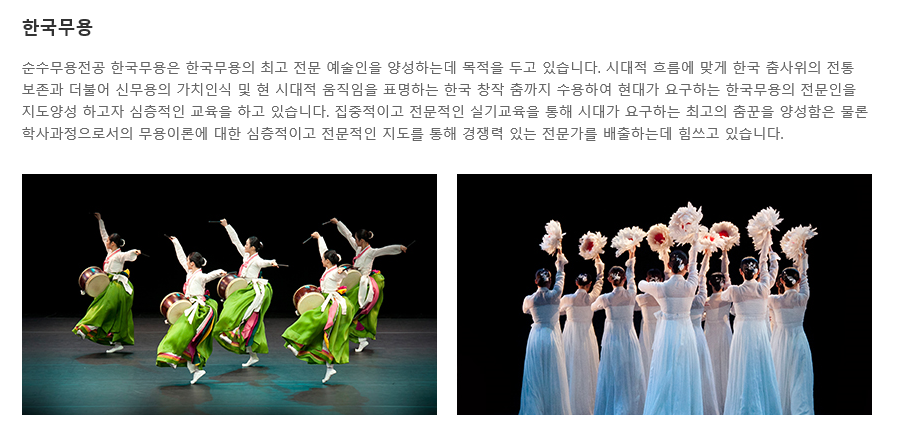 한국무용
순수무용전공 한국무용은 한국무용의 최고 전문 예술인을 양성하는데 목적을 두고 있습니다. 시대적 흐름에 맞게 한국 춤사위의 전통
보존과 더불어 신무용의 가치인식 및 현 시대적 움직임을 표명하는 한국 창작 춤까지 수용하여 현대가 요구하는 한국무용의 전문인을
지도양성 하고자 심층적인 교육을 하고 있습니다. 집중적이고 전문적인 실기교육을 통해 시대가 요구하는 최고의 춤꾼을 양성함은 물론
학사과정으로서의 무용이론에 대한 심층적이고 전문적인 지도를 통해 경쟁력 있는 전문가를 배출하는데 힘쓰고 있습니다.